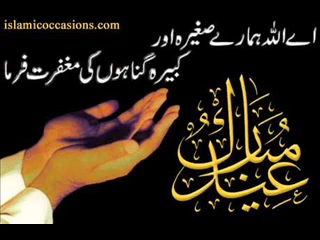 islamicoccasions.com
اے اللہ ہمارے صغیرہ اور
کبیرہ گناہوں کی مغفرت فرما
عید مبارک